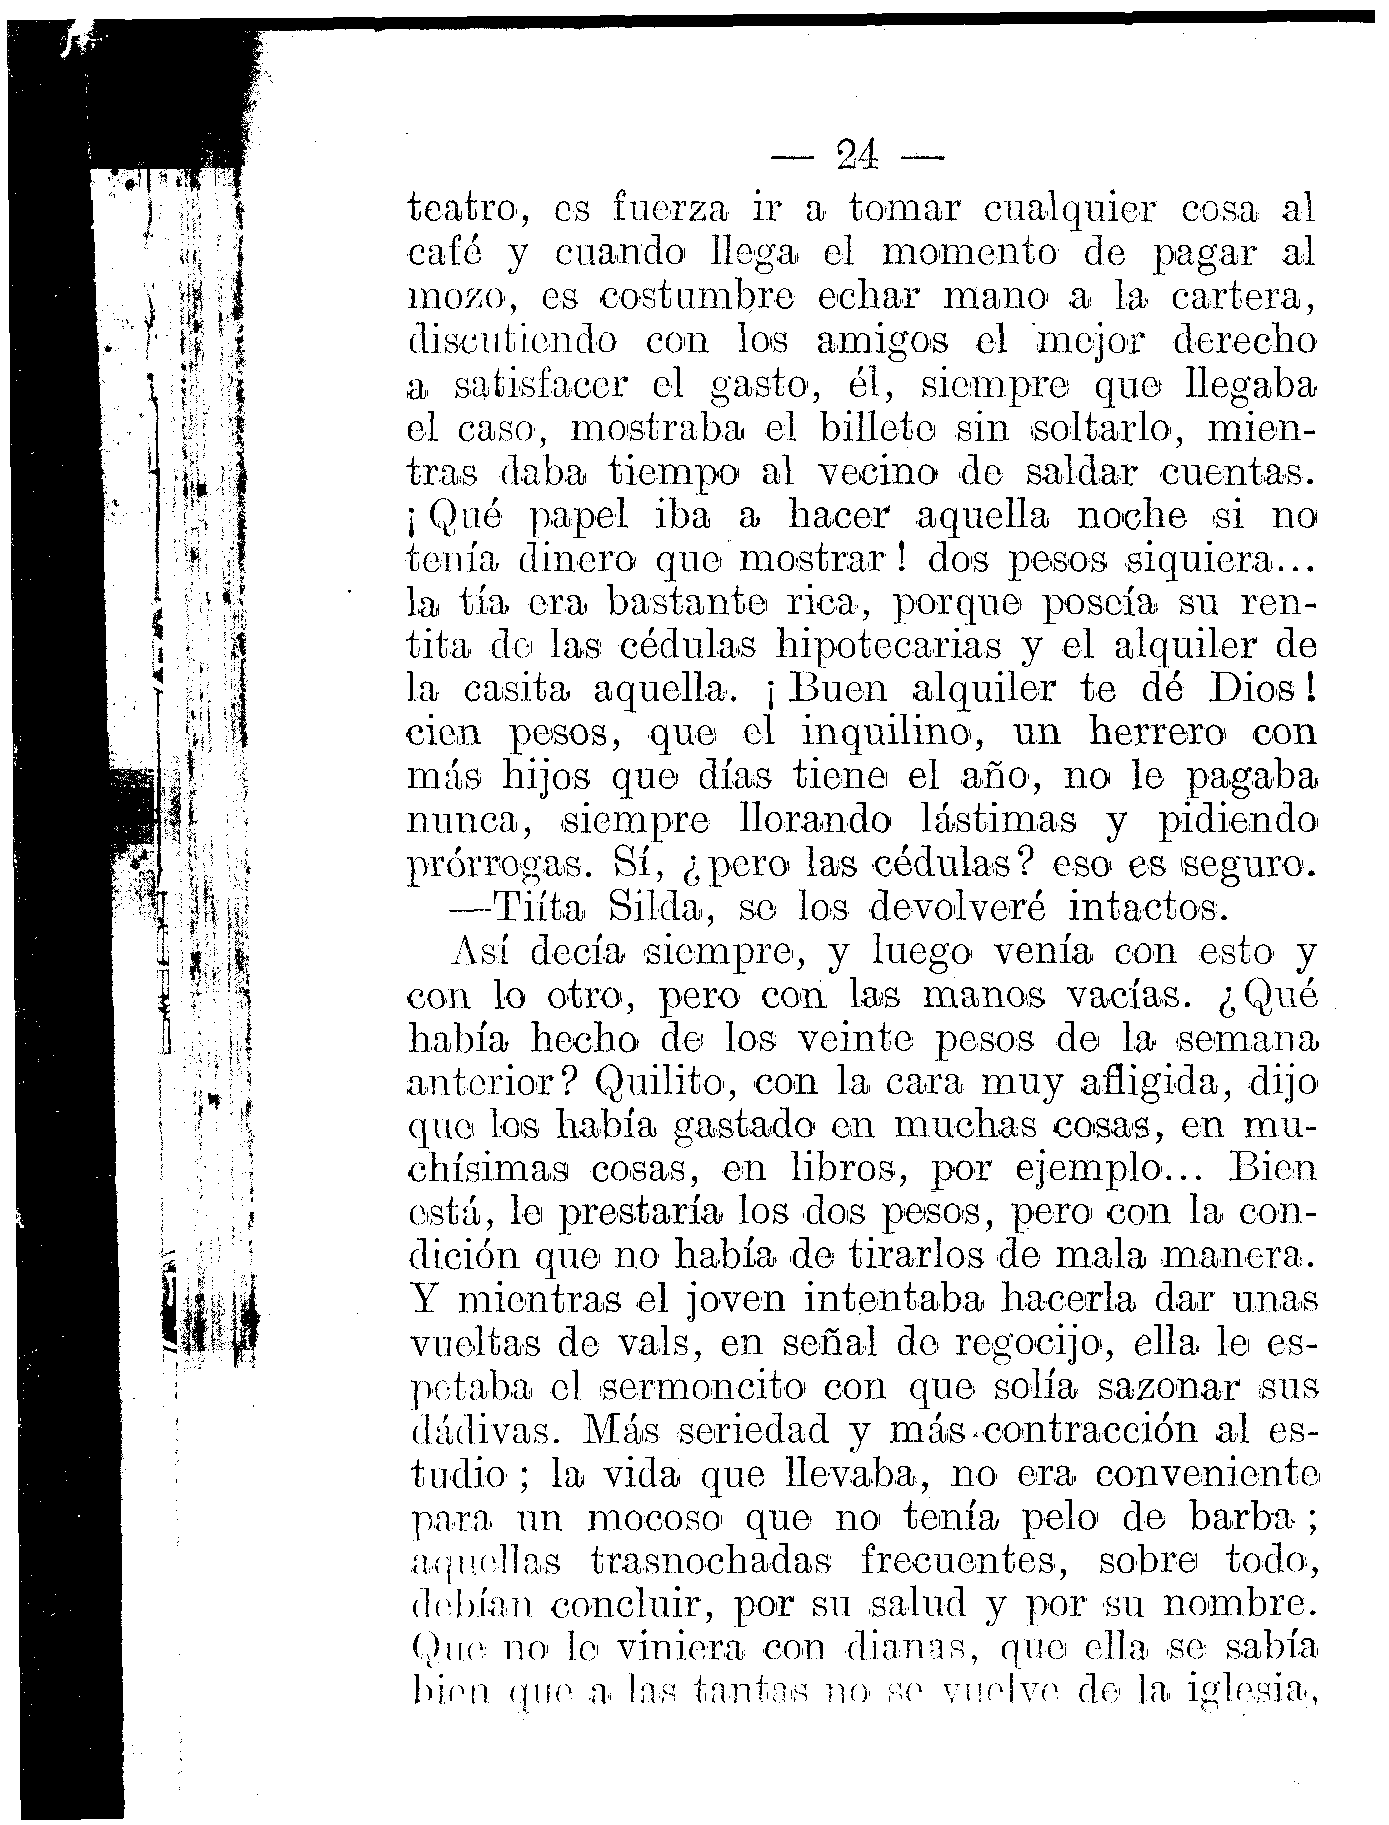 — 24 —
teatro, es fuerza ir a tomar cualquier cosa al
café y cuando llega el momento de pagar al
mozo, es costumbre echar mano a la cartera,
discutiendo con los amigos el mejor derecho
a satisfacer el gasto, él, siempre que llegaba
el caso, mostraba el billete sin soltarlo, mien-
tras daba tiempo al vecino de saldar cuentas.
¡Qué papel iba a hacer aquella noche si no
tenía dinero que mostrar! dos pesos siquiera...
la tía era bastante rica, porque poseía su ren-
tita de las cédulas hipotecarias y el alquiler de
la casita aquella. ¡Buen alquiler te dé Dios!
cien pesos, que el inquilino, un herrero con
más hijos que días tiene el año, no le pagaba
nunca, siempre llorando lástimas y pidiendo
prórrogas. Sí, ¿pero las cédulas? eso es seguro.
—Tiíta Silda, se los devolveré intactos.
Así decía siempre, y luego venía con esto y
con lo otro, pero con las manos vacías. ¿Qué
había hecho de los veinte pesos de la semana
anterior? Quilito, con la cara muy afligida, dijo
que los había gastado en muchas cosas, en mu-
chísimas cosas, en libros, por ejemplo... Bien
está, le prestaría los dos pesos, pero con la con-
dición que no había de tirarlos de mala manera.
Y mientras el joven intentaba hacerla dar unas
vueltas de vals, en señal de regocijo, ella le es-
petaba el sermoncito con que solía sazonar sus
dádivas. Más seriedad y más contracción al es-
tudio; la vida que llevaba, no era conveniente
para un mocoso que no tenía pelo de barba;
aquellas trasnochadas frecuentes, sobre todo,
debían concluir, por su salud y por su nombre.
Que no le viniera con dianas, que ella se sabía
bien que a las tantas no se vuelve de la iglesia,